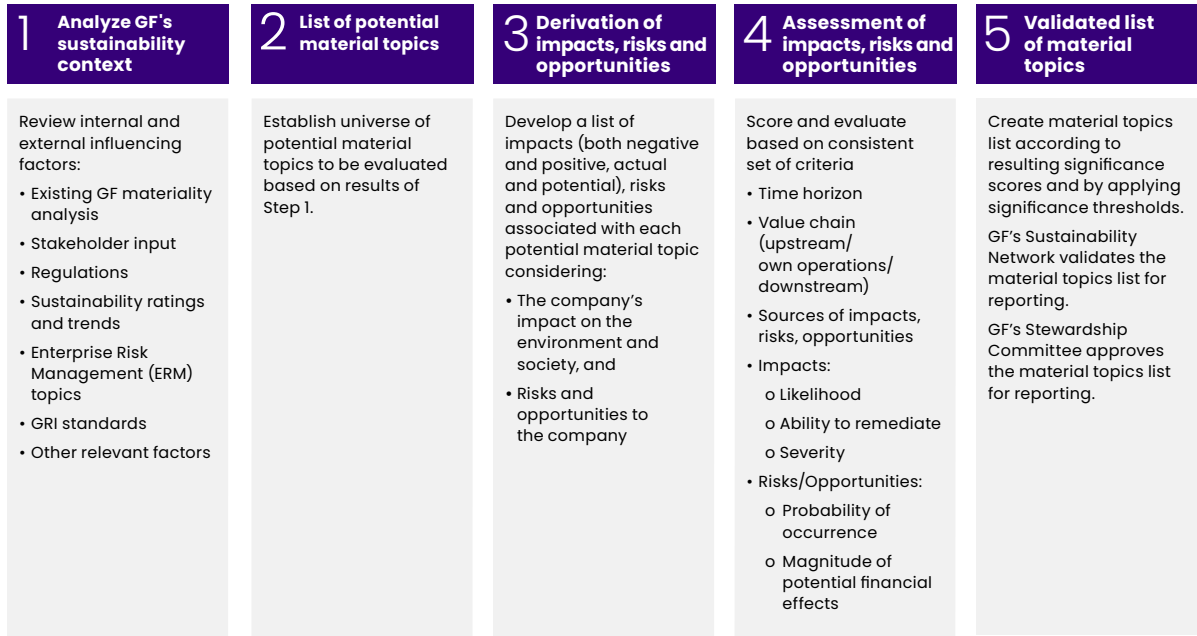 1 Analyze GF's
sustainability
context
Review internal and
external influencing
factors:
• Existing GF materiality
analysis
• Stakeholder input
• Regulations
• Sustainability ratings
and trends
• Enterprise Risk
Management (ERM)
topics
• GRI standards
• Other relevant factors
2 List of potential
material topics
Establish universe of
potential material
topics to be evaluated
based on results of
Step 1.
3 Derivation of
impacts, risks and
opportunities
Develop a list of
impacts (both negative
and positive, actual
and potential), risks
and opportunities
associated with each
potential material topic
considering:
• The company’s
impact on the
environment and
society, and
• Risks and
opportunities to
the company
4 Assessment of
impacts, risks and
opportunities
Score and evaluate
based on consistent
set of criteria
• Time horizon
• Value chain
(upstream/
own operations/
downstream)
• Sources of impacts,
risks, opportunities
• Impacts:
o Likelihood
o Ability to remediate
o Severity
• Risks/Opportunities:
o Probability of
occurrence
o Magnitude of
potential financial
effects
5 Validated list
of material
topics
Create material topics
list according to
resulting significance
scores and by applying
significance thresholds.
GF’s Sustainability
Network validates the
material topics list for
reporting.
GF’s Stewardship
Committee approves
the material topics list
for reporting.